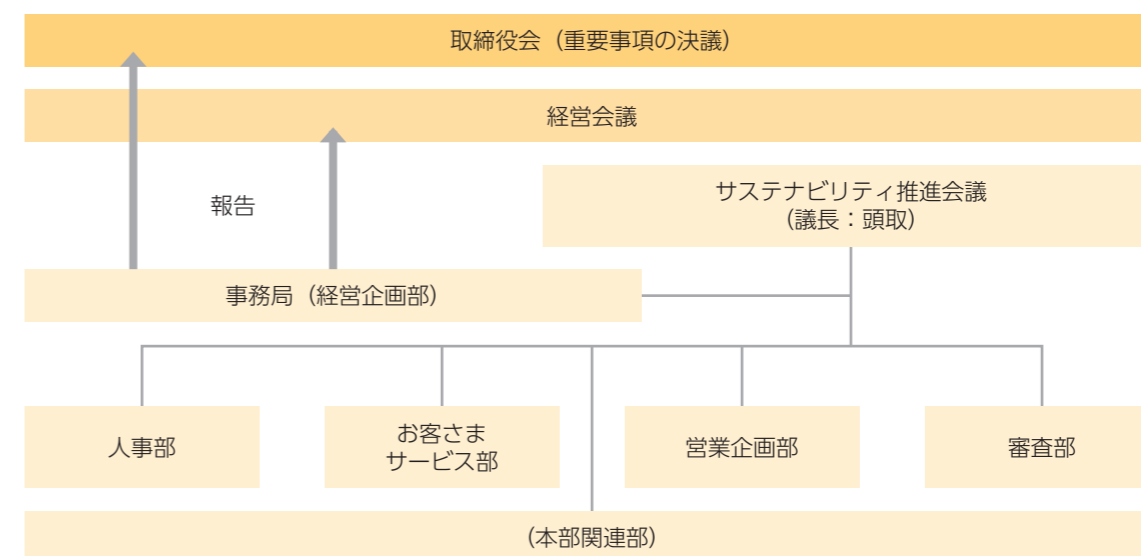 取締役会（重要事項の決議）
経営会議
サステナビリティ推進会議
（議長：頭取）
報告
事務局（経営企画部）
人事部
お客さま
サービス部
営業企画部
審査部
（本部関連部）